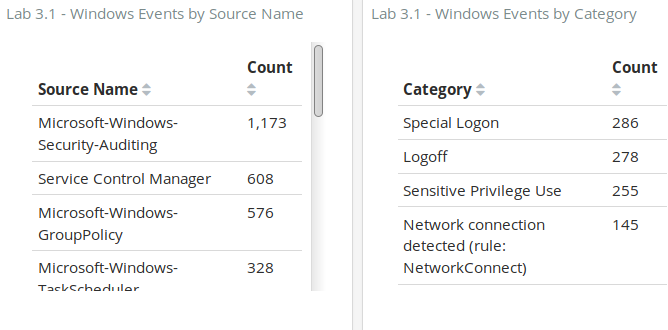 Lab 3.1 - Windows Events by Source Name
Source Name
Count
Microsoft-Windows-
Security-Auditing
1,173
Service Control Manager
608
Microsoft-Windows-
GroupPolicy
576
Microsoft-Windows-
TaskScheduler
328
Lab 3.1 - Windows Events by Category
Category
Count
Special Logon
286
Logoff
278
Sensitive Privilege Use
255
Network connection
detected (rule:
NetworkConnect)
145